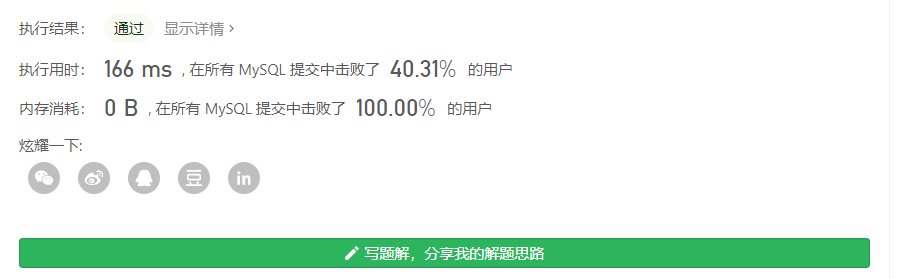 执行结果： 通过 显示详情 ›
执行用时： 166 ms , 在所有 MySQL 提交中击败了 40.31% 的用户
内存消耗： 0 B , 在所有 MySQL 提交中击败了 100.00% 的用户
炫耀一下:
豆 in
写题解，分享我的解题思路